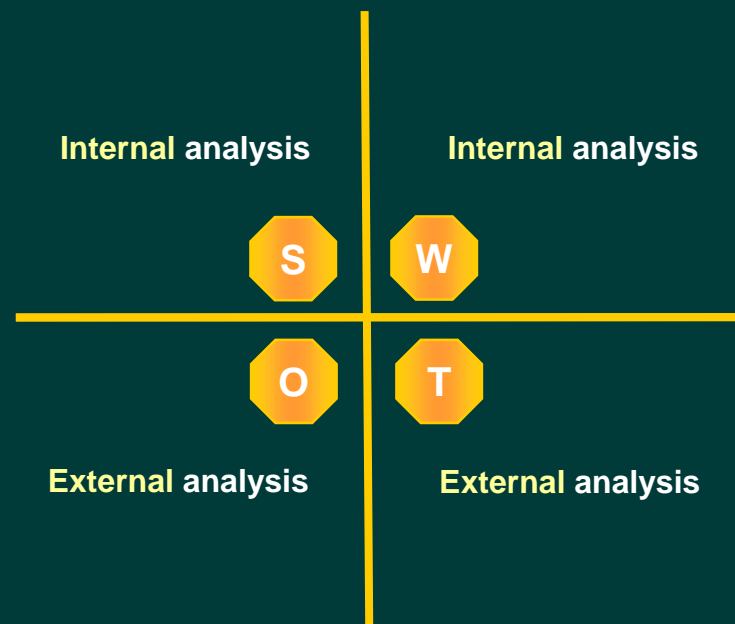 Internal analysis
Internal analysis
S
W
O
T
External analysis
External analysis